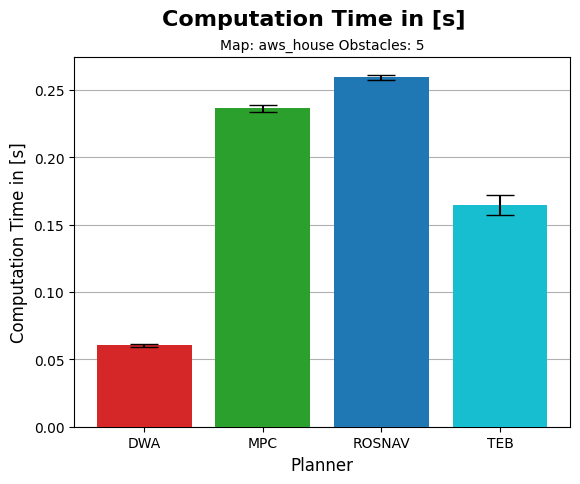 Computation Time in [s]
Map: aws_house Obstacles: 5
Computation Time in [s]
0.25
0.20
0.15
0.10
0.05
0.00
DWA MPC ROSNAV TEB
Planner